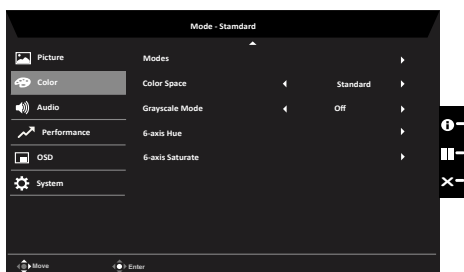 Mode - Stamdard
Picture
Modes
Color
Color Space Standard
Audio
Grayscale Mode Off
Performance
6-axis Hue
OSD
6-axis Saturate
System
Move Enter